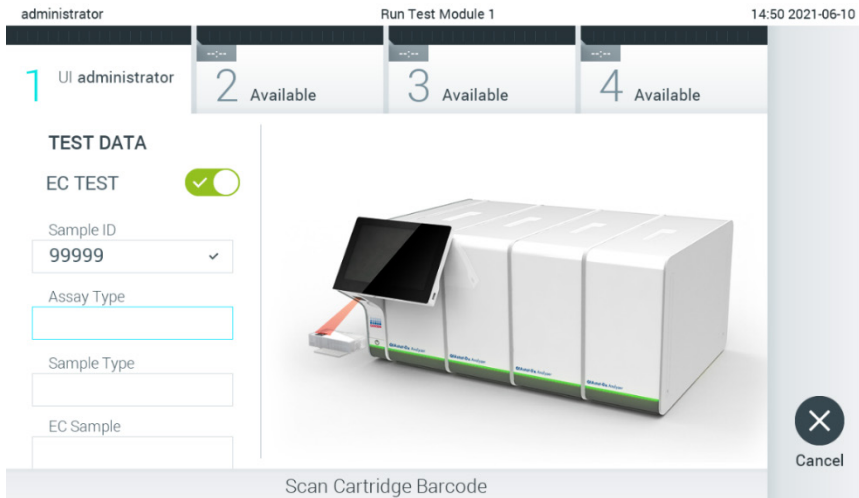 administrator Run Test Module 1 14:50 2021-06-10
--:-- --:-- --:--
1 UI administrator 2 Available 3 Available 4 Available
TEST DATA
EC TEST
Sample ID
99999
Assay Type
Sample Type
EC Sample
Cancel
Scan Cartridge Barcode